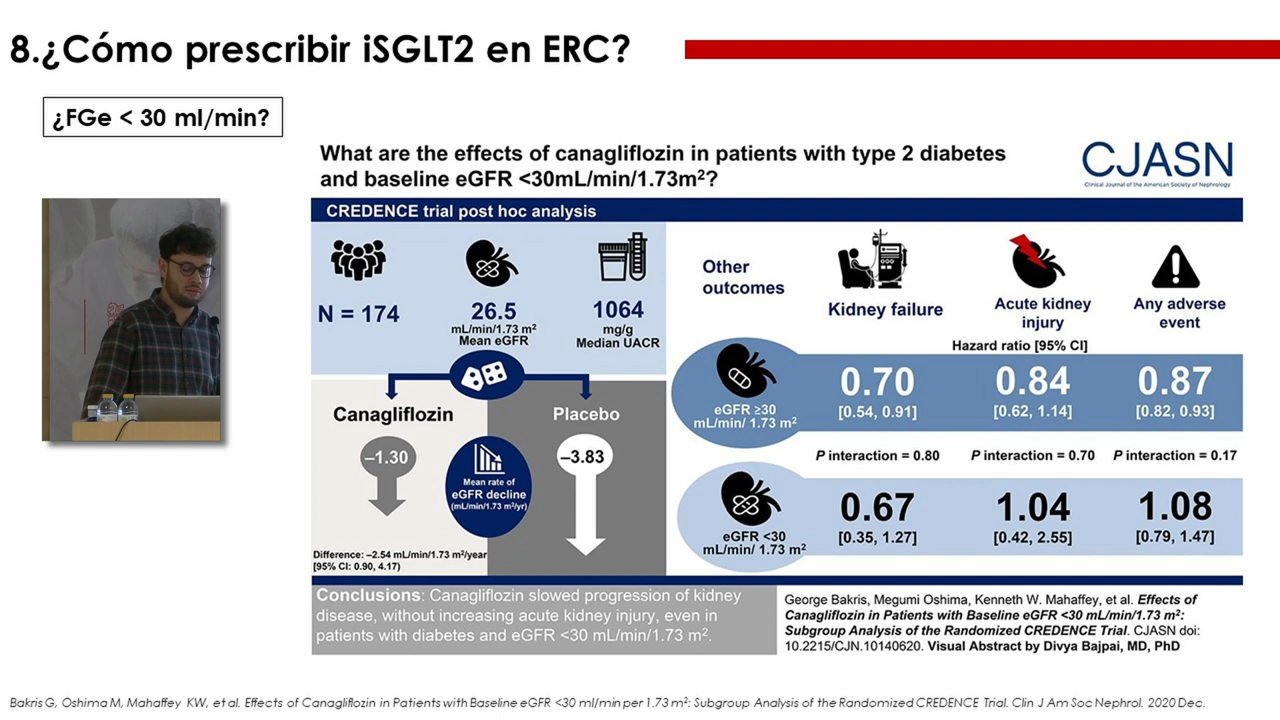 8.¿Cómo prescribir iSGLT2 en ERC?
¿FGe < 30 ml/min?
What are the effects of canagliflozin in patients with type 2 diabetes
and baseline eGFR <30mL/min/1.73m²?
CJASN
Clinical Journal of the American Society of Nephrology
CREDENCE trial post hoc analysis
N = 174
26.5
mL/min/1.73 m²
Mean eGFR
1064
mg/g
Median UACR
Canagliflozin
Placebo
–1.30
–3.83
Mean rate of
eGFR decline
(mL/min/1.73 m²/yr)
Difference: –2.54 mL/min/1.73 m²/year
[95% CI: 0.90, 4.17)
Other
outcomes
Kidney failure
Acute kidney
injury
Any adverse
event
Hazard ratio [95% CI]
eGFR ≥30
mL/min/ 1.73 m²
0.70
[0.54, 0.91]
0.84
[0.62, 1.14]
0.87
[0.82, 0.93]
P interaction = 0.80
P interaction = 0.70
P interaction = 0.17
eGFR <30
mL/min/ 1.73 m²
0.67
[0.35, 1.27]
1.04
[0.42, 2.55]
1.08
[0.79, 1.47]
Conclusions: Canagliflozin slowed progression of kidney
disease, without increasing acute kidney injury, even in
patients with diabetes and eGFR <30 mL/min/1.73 m².
George Bakris, Megumi Oshima, Kenneth W. Mahaffey, et al. Effects of
Canagliflozin in Patients with Baseline eGFR <30 mL/min/1.73 m²:
Subgroup Analysis of the Randomized CREDENCE Trial. CJASN doi:
10.2215/CJN.10140620. Visual Abstract by Divya Bajpai, MD, PhD
Bakris G, Oshima M, Mahaffey KW, et al. Effects of Canagliflozin in Patients with Baseline eGFR <30 ml/min per 1.73 m²: Subgroup Analysis of the Randomized CREDENCE Trial. Clin J Am Soc Nephrol. 2020 Dec.